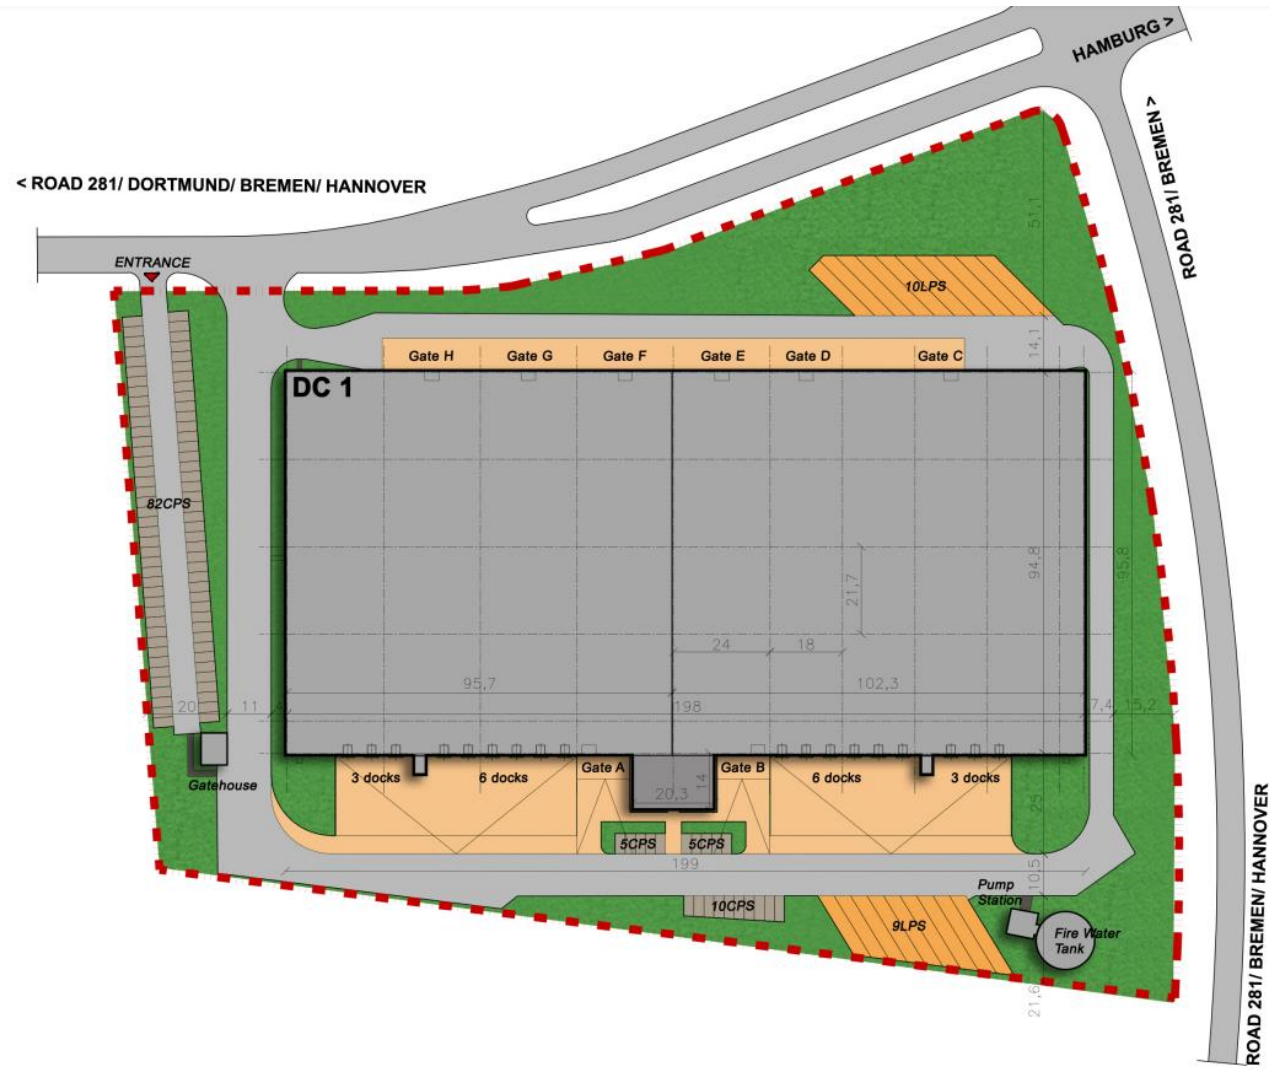 HAMBURG >
ROAD 281/ BREMEN >
< ROAD 281/ DORTMUND/ BREMEN/ HANNOVER
51,1
ENTRANCE
10LPS
14,1
Gate H
Gate G
Gate F
Gate E
Gate D
Gate C
DC 1
82CPS
94,8
95,8
21,7
24
18
95,7
102,3
20
11
198
7,4
15,2
Gatehouse
3 docks
6 docks
Gate A
Gate B
6 docks
3 docks
14
20,3
25
5CPS
5CPS
199
10,5
Pump
Station
10CPS
9LPS
Fire Water
Tank
21,6
ROAD 281/ BREMEN/ HANNOVER